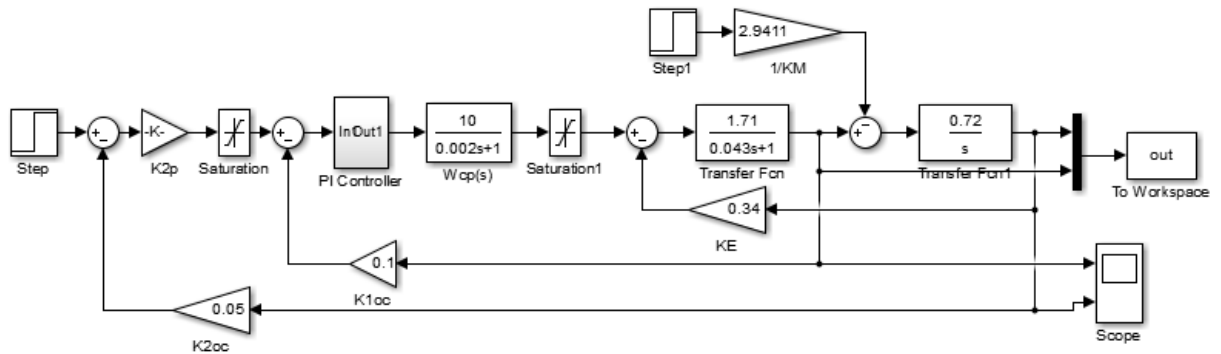 2.9411
Step1
1/KM
Step
-K-
K2p
Saturation
In1Out1
PI Controller
10
0.002s+1
Wcp(s)
Saturation1
1.71
0.043s+1
Transfer Fcn
0.72
s
Transfer Fcn1
out
To Workspace
0.34
KE
0.1
K1oc
0.05
K2oc
Scope